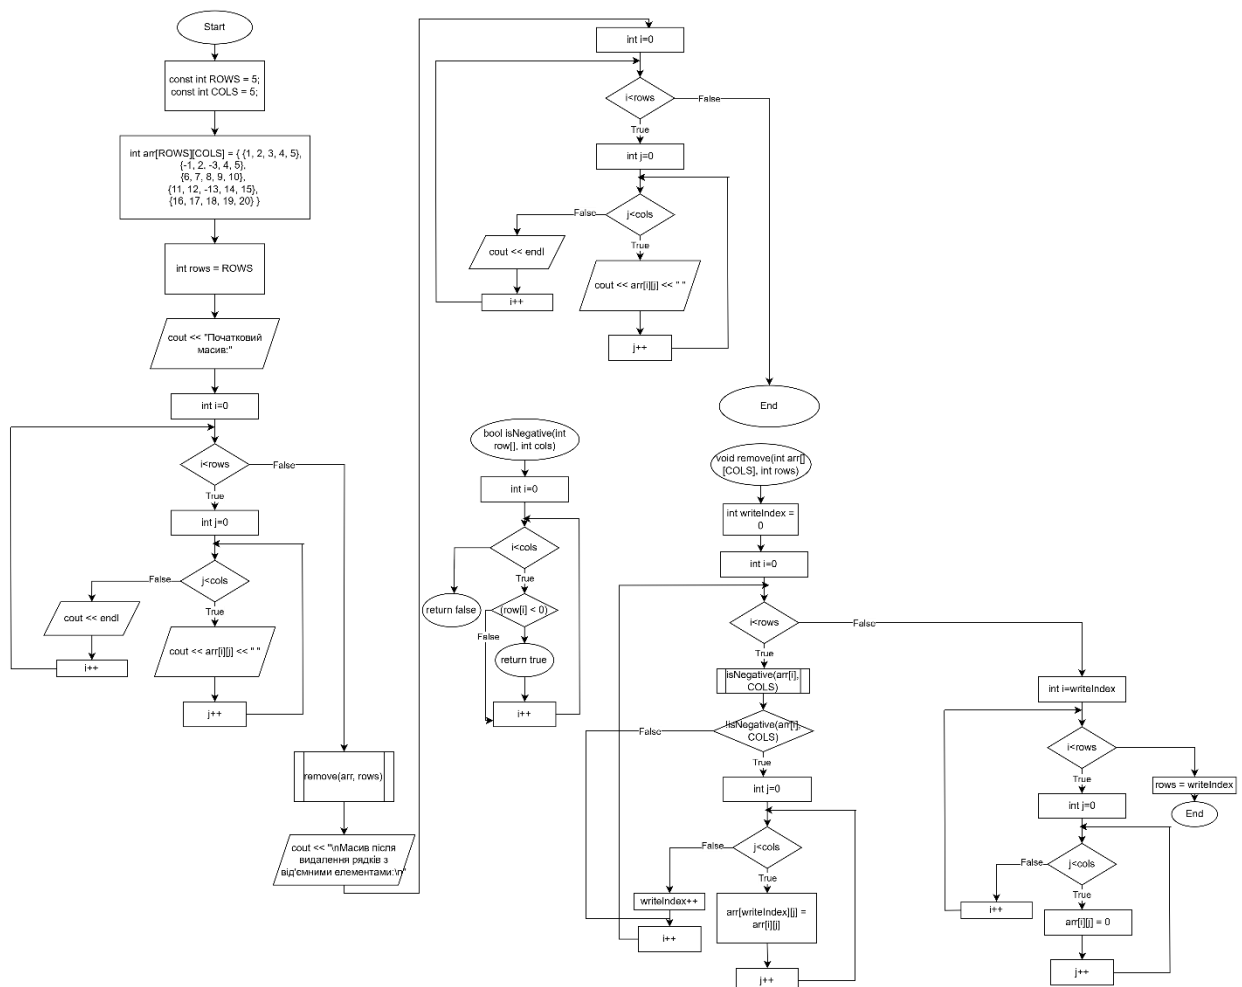 Start
const int ROWS = 5;
const int COLS = 5;
int arr[ROWS][COLS] = { {1, 2, 3, 4, 5},
{-1, 2, -3, 4, 5},
{6, 7, 8, 9, 10},
{11, 12, -13, 14, 15},
{16, 17, 18, 19, 20} }
int rows = ROWS
cout << "Початковий
масив:"
int i=0
i<rows
False
True
int j=0
j<cols
False
True
cout << endl
cout << arr[i][j] << " "
i++
j++
remove(arr, rows)
cout << "\nМасив після
видалення рядків з
від'ємними елементами:\n"
int i=0
i<rows
False
True
int j=0
j<cols
False
True
cout << endl
cout << arr[i][j] << " "
i++
j++
End
bool isNegative(int
row[], int cols)
int i=0
i<cols
True
return false
(row[i] < 0)
False
return true
i++
void remove(int arr[]
[COLS], int rows)
int writeIndex =
0
int i=0
i<rows
False
True
isNegative(arr[i],
COLS)
!isNegative(arr[i],
COLS)
False
True
int j=0
j<cols
False
True
writeIndex++
arr[writeIndex][j] =
arr[i][j]
i++
j++
int i=writeIndex
i<rows
True
rows = writeIndex
End
int j=0
j<cols
False
True
i++
arr[i][j] = 0
j++